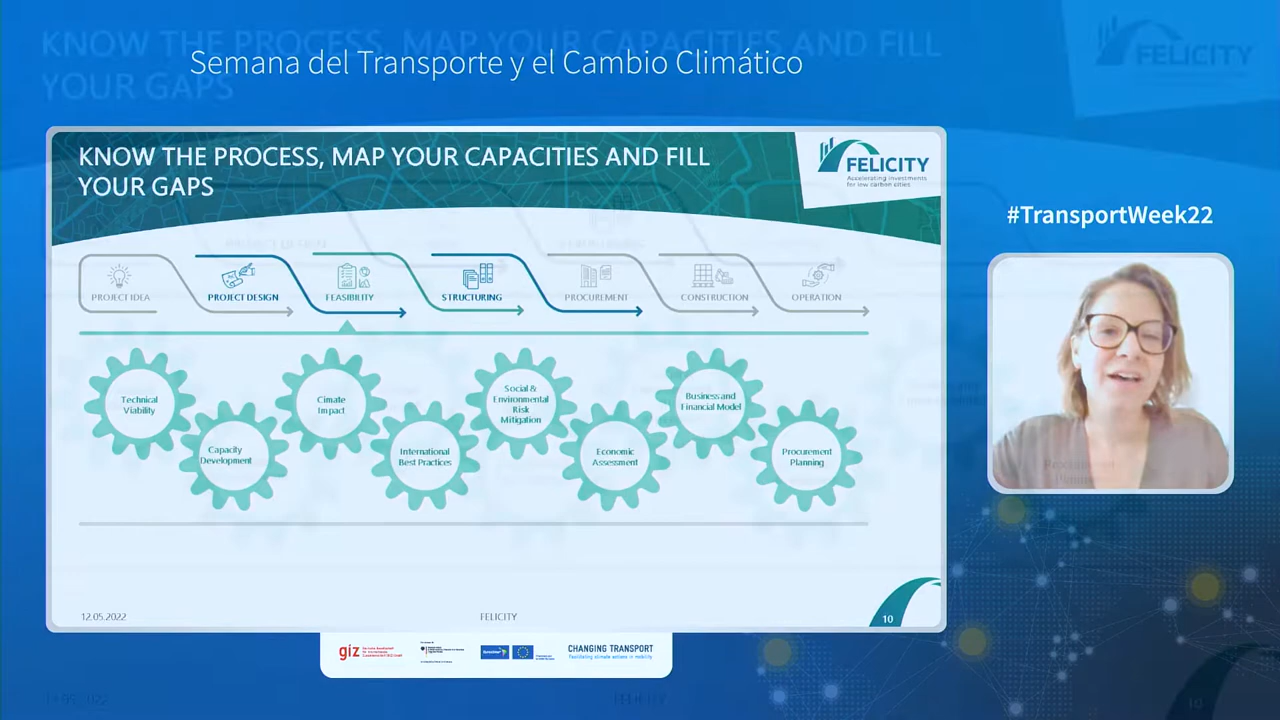 Semana del Transporte y el Cambio Climático
KNOW THE PROCESS, MAP YOUR CAPACITIES AND FILL
YOUR GAPS
FELICITY
Accelerating investments
for low carbon cities
#TransportWeek22
PROJECT IDEA
PROJECT DESIGN
FEASIBILITY
STRUCTURING
PROCUREMENT
CONSTRUCTION
OPERATION
Technical
Viability
Capacity
Development
Climate
Impact
International
Best Practices
Social &
Environmental
Risk
Mitigation
Economic
Assessment
Business and
Financial Model
Procurement
Planning
12.05.2022
FELICITY
10
giz
CHANGING TRANSPORT
Facilitating climate actions in mobility